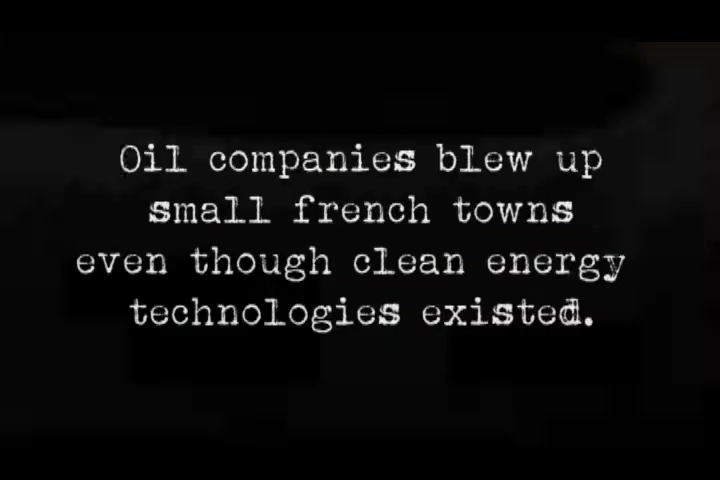 Oil companies blew up
small french towns
even though clean energy
technologies existed.